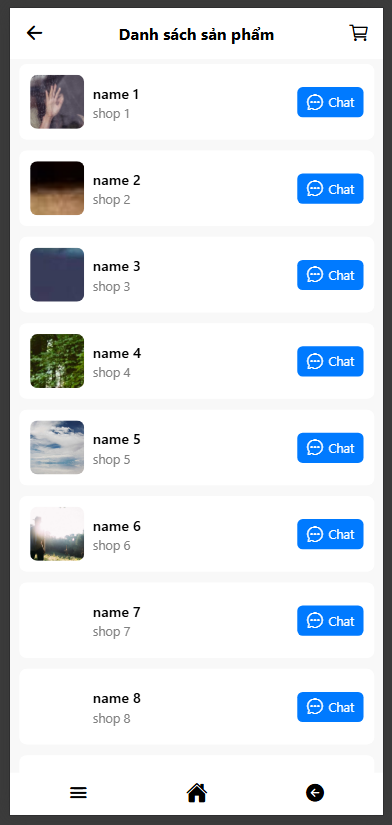 Danh sách sản phẩm
name 1
shop 1
Chat
name 2
shop 2
Chat
name 3
shop 3
Chat
name 4
shop 4
Chat
name 5
shop 5
Chat
name 6
shop 6
Chat
name 7
shop 7
Chat
name 8
shop 8
Chat